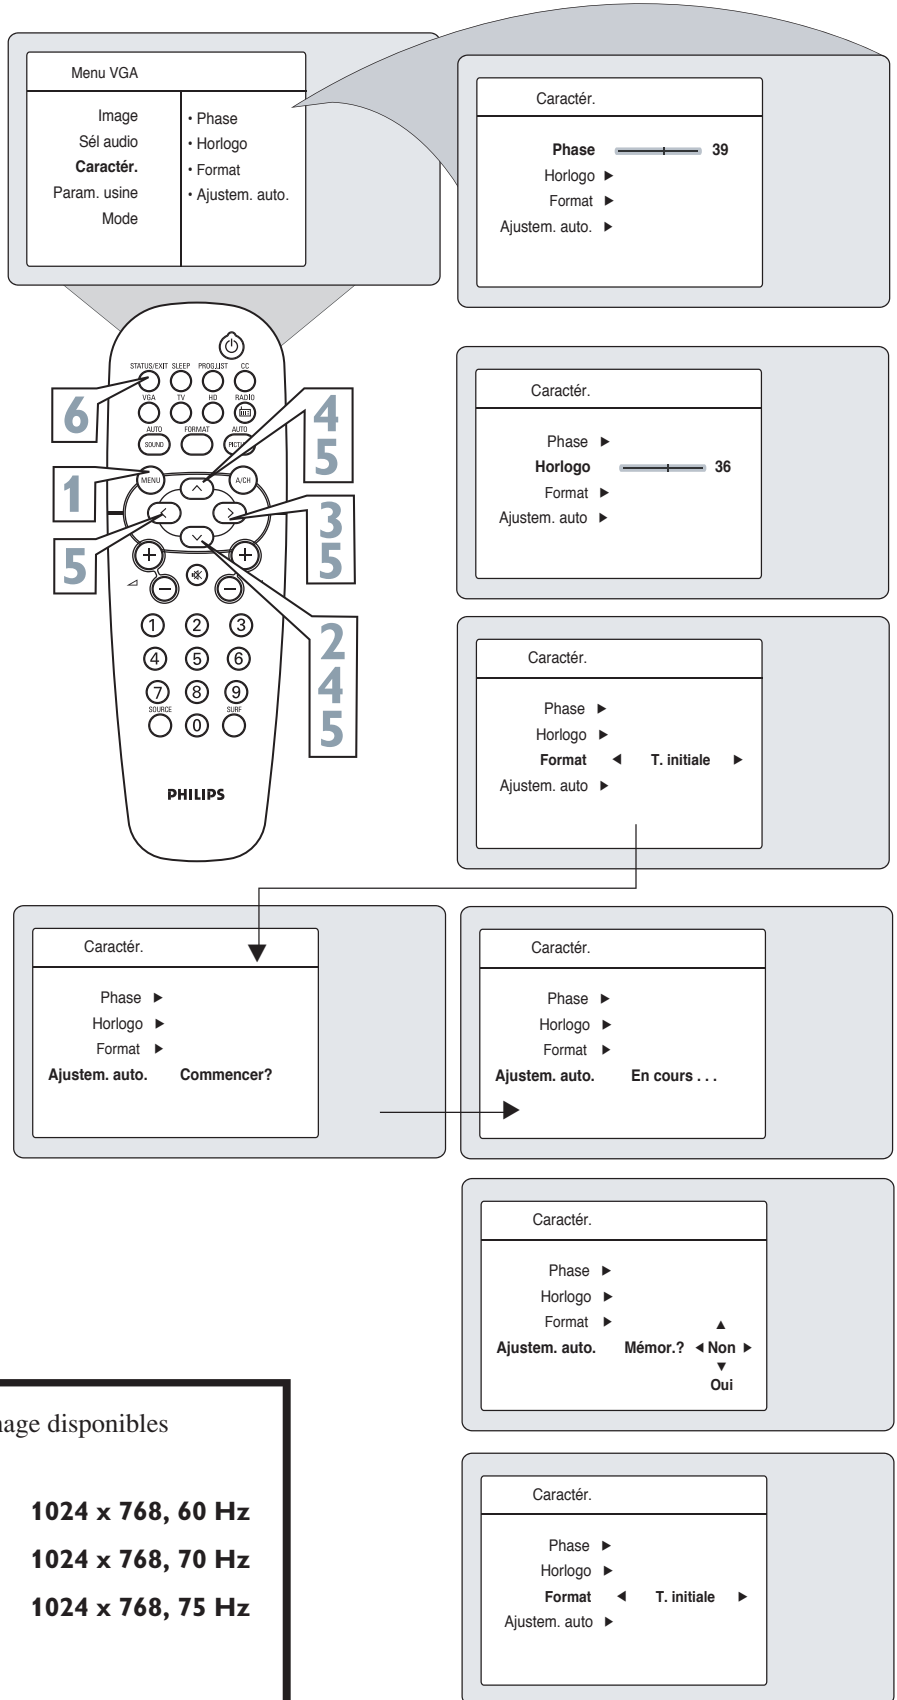 Menu VGA
Image
Sél audio
Caractér.
Param. usine
Mode
• Phase
• Horlogo
• Format
• Ajustem. auto.
Caractér.
Phase 39
Horlogo ▶
Format ▶
Ajustem. auto. ▶
STATUS/EXIT SLEEP PROG.LIST CC
VGA TV HD RADIO
AUTO FORMAT AUTO
SOUND
MENU A/CH
1 2 3
4 5 6
7 8 9
SOURCE SURF
0
PHILIPS
6
1
5
4
5
3
5
2
4
5
Caractér.
Phase ▶
Horlogo 36
Format ▶
Ajustem. auto ▶
Caractér.
Phase ▶
Horlogo ▶
Format ◀ T. initiale ▶
Ajustem. auto ▶
Caractér.
Phase ▶
Horlogo ▶
Format ▶
Ajustem. auto. Commencer?
Caractér.
Phase ▶
Horlogo ▶
Format ▶
Ajustem. auto. En cours . . .
Caractér.
Phase ▶
Horlogo ▶
Format ▶
▲
Ajustem. auto. Mémor.? ◀ Non ▶
▼
Oui
disponibles
1024 x 768, 60 Hz
1024 x 768, 70 Hz
1024 x 768, 75 Hz
Caractér.
Phase ▶
Horlogo ▶
Format ◀ T. initiale ▶
Ajustem. auto ▶